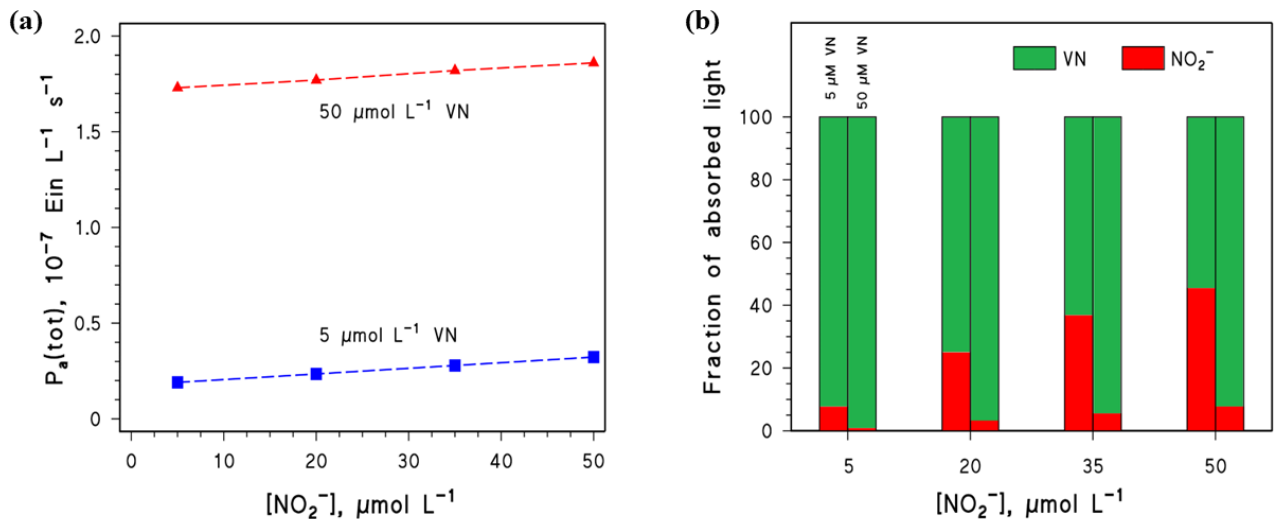 (a)
2.0
1.5
1.0
0.5
0
P_a(tot), 10⁻⁷ Ein L⁻¹ s⁻¹
50 µmol L⁻¹ VN
5 µmol L⁻¹ VN
0 10 20 30 40 50
[NO₂⁻], µmol L⁻¹
(b)
5 µM VN
50 µM VN
VN
NO₂⁻
100
80
60
40
20
0
Fraction of absorbed light
5 20 35 50
[NO₂⁻], µmol L⁻¹